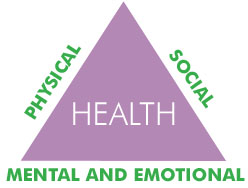 PHYSICAL
SOCIAL
HEALTH
MENTAL AND EMOTIONAL